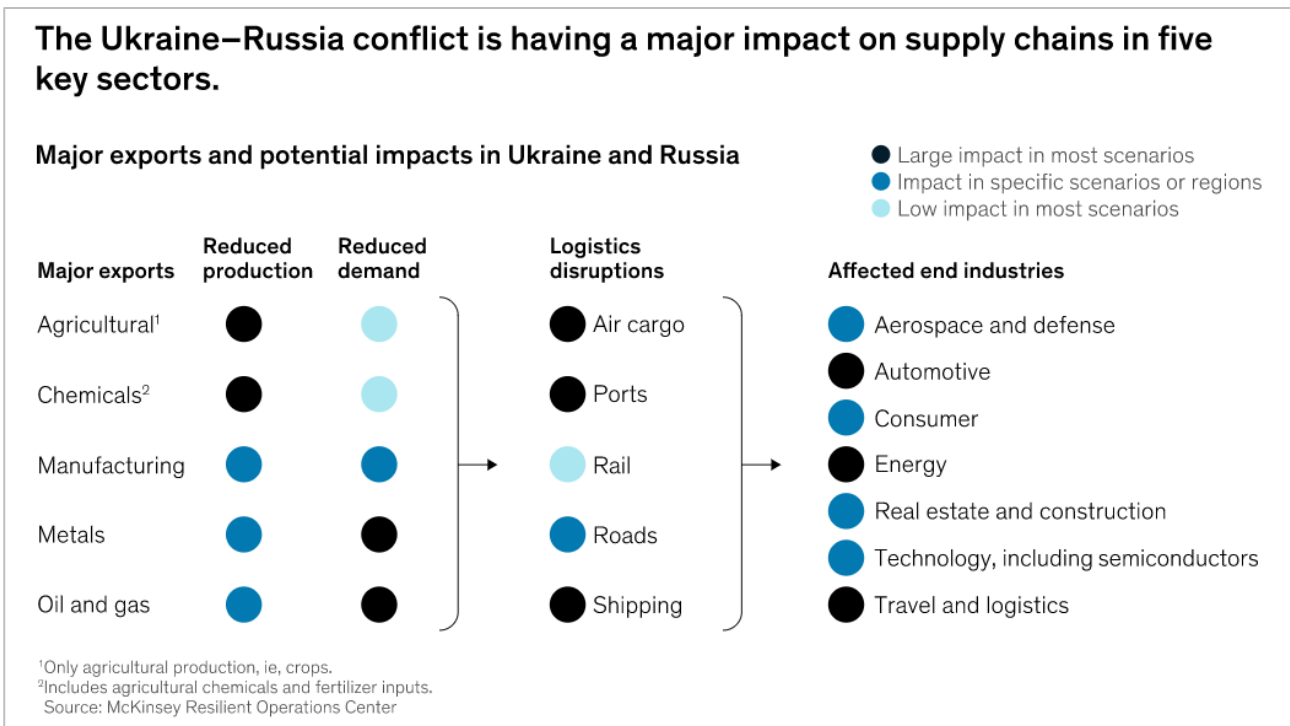 The Ukraine–Russia conflict is having a major impact on supply chains in five
key sectors.
Major exports and potential impacts in Ukraine and Russia
Large impact in most scenarios
Impact in specific scenarios or regions
Low impact in most scenarios
Major exports
Reduced
production
Reduced
demand
Logistics
disruptions
Affected end industries
Agricultural¹
Chemicals²
Manufacturing
Metals
Oil and gas
Air cargo
Ports
Rail
Roads
Shipping
Aerospace and defense
Automotive
Consumer
Energy
Real estate and construction
Technology, including semiconductors
Travel and logistics
¹Only agricultural production, ie, crops.
²Includes agricultural chemicals and fertilizer inputs.
Source: McKinsey Resilient Operations Center